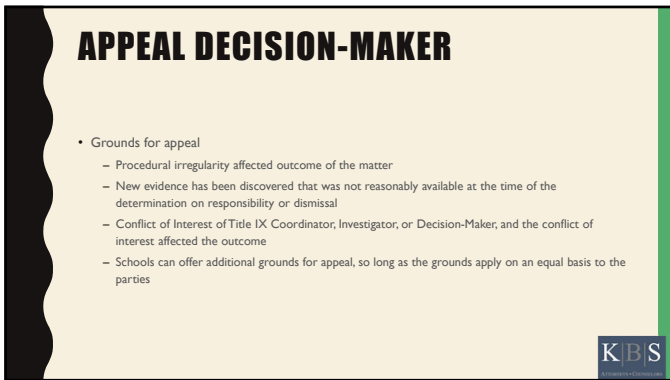 APPEAL DECISION-MAKER
• Grounds for appeal
– Procedural irregularity affected outcome of the matter
– New evidence has been discovered that was not reasonably available at the time of the
determination on responsibility or dismissal
– Conflict of Interest of Title IX Coordinator, Investigator, or Decision-Maker, and the conflict of
interest affected the outcome
– Schools can offer additional grounds for appeal, so long as the grounds apply on an equal basis to the
parties
K|B|S
ATTORNEYS • COUNSELORS